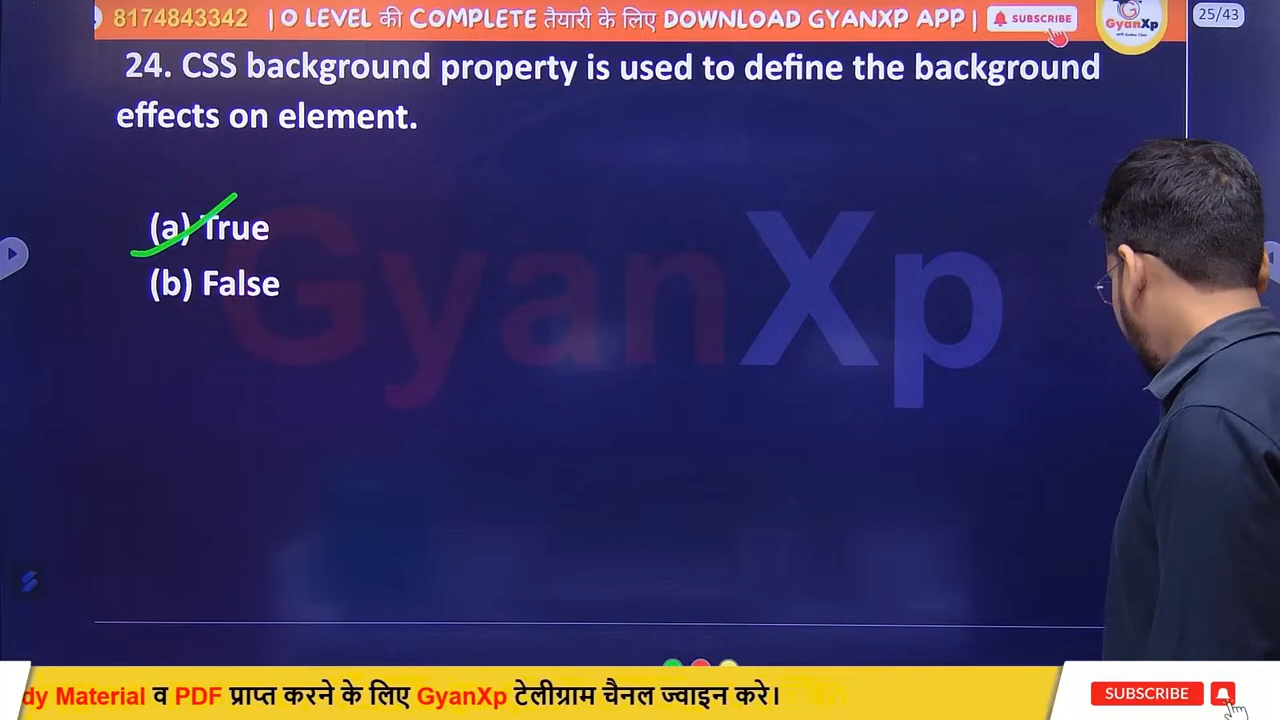 8174843342 | O LEVEL की COMPLETE तैयारी के लिए DOWNLOAD GYANXP APP |
SUBSCRIBE
GyanXp
25/43
24. CSS background property is used to define the background
effects on element.
(a) True
(b) False
GyanXp
dy Material व PDF प्राप्त करने के लिए GyanXp टेलीग्राम चैनल ज्वाइन करे।
SUBSCRIBE